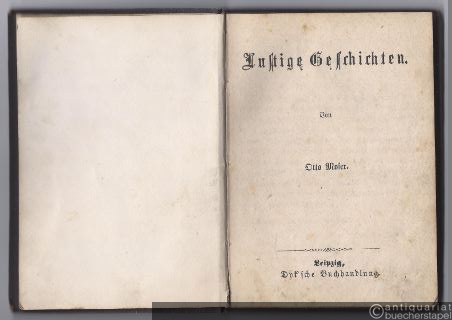 Lustige Geschichten.
Von
Otto Moser.
Leipzig,
Dyk'sche Buchhandlung.
antiquariat
buecherstapel